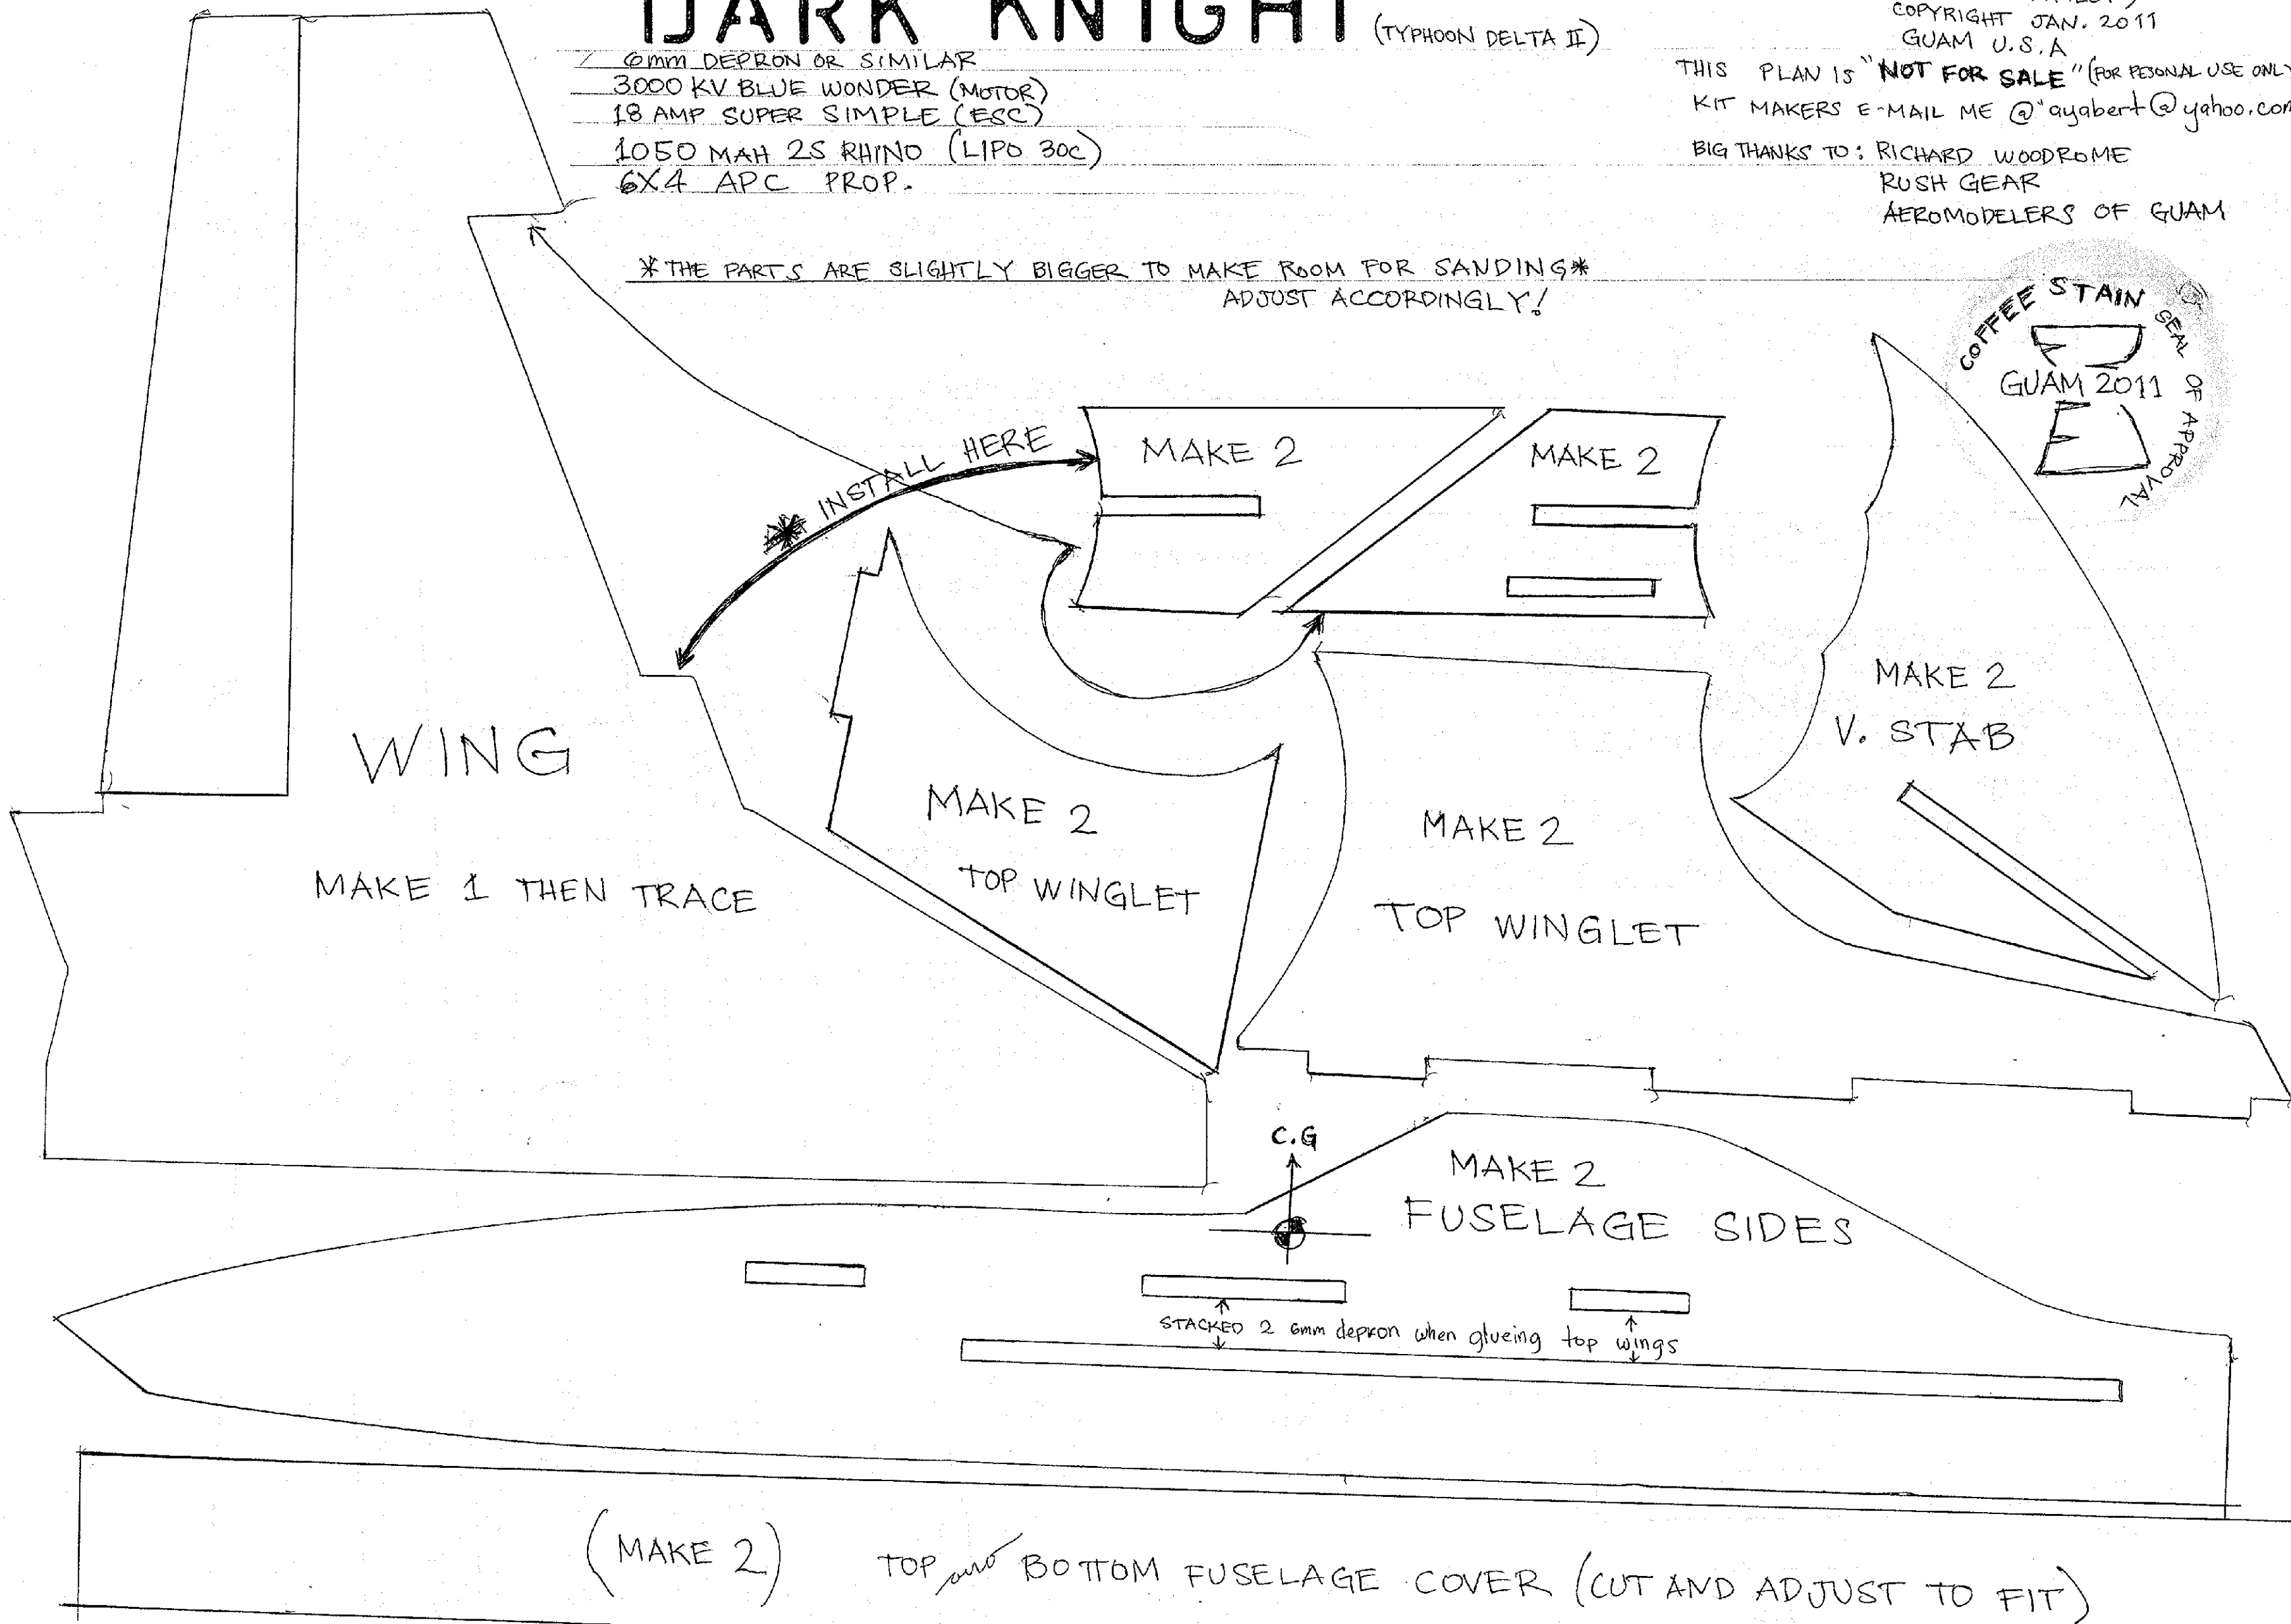 DARK KNIGHT (TYPHOON DELTA II)
6mm DEPRON OR SIMILAR
3000 KV BLUE WONDER (MOTOR)
18 AMP SUPER SIMPLE (ESC)
1050 MAH 2S RHINO (LIPO 30C)
6X4 APC PROP.
COPYRIGHT JAN. 2011
GUAM U.S.A
THIS PLAN IS "NOT FOR SALE" (FOR PESONAL USE ONLY
KIT MAKERS E-MAIL ME @"ayabert@yahoo.com
BIG THANKS TO: RICHARD WOODROME
RUSH GEAR
AEROMODELERS OF GUAM
*THE PARTS ARE SLIGHTLY BIGGER TO MAKE ROOM FOR SANDING*
ADJUST ACCORDINGLY!
COFFEE STAIN SEAL OF APPROVAL
GUAM 2011
* INSTALL HERE
MAKE 2
MAKE 2
MAKE 2
V. STAB
WING
MAKE 1 THEN TRACE
MAKE 2
TOP WINGLET
MAKE 2
TOP WINGLET
C.G
MAKE 2
FUSELAGE SIDES
STACKED 2 6mm depron when glueing top wings
(MAKE 2) TOP and BOTTOM FUSELAGE COVER (CUT AND ADJUST TO FIT)